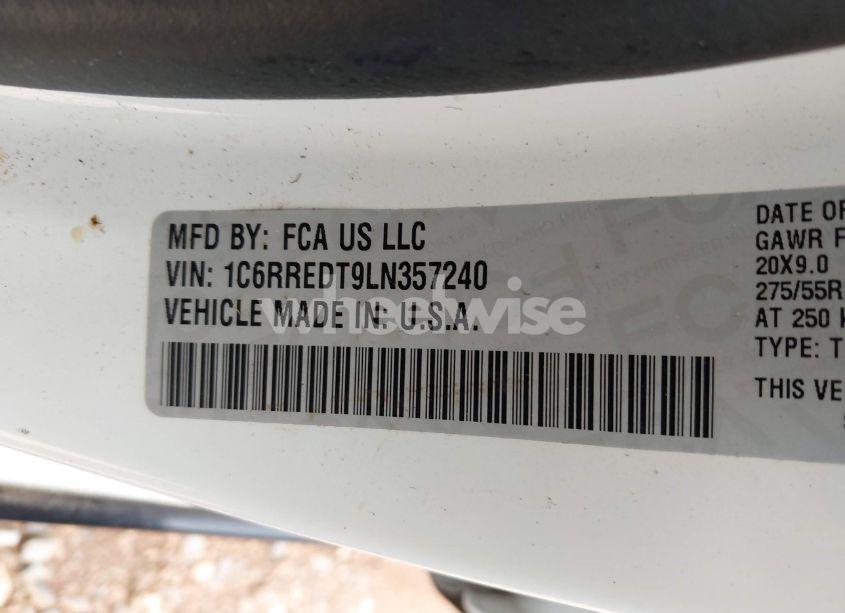 MFD BY: FCA US LLC
VIN: 1C6RREDT9LN357240
VEHICLE MADE IN: U.S.A.
wheelwise
DATE OF
GAWR F
20X9.0
275/55R
AT 250 K
TYPE: T
THIS VE